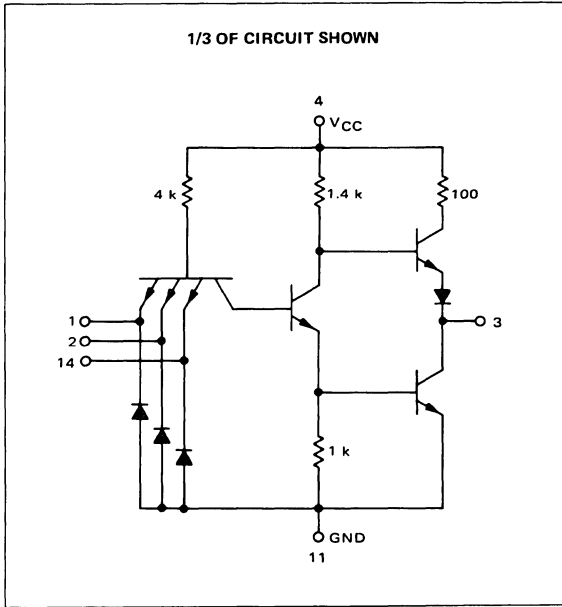 1/3 OF CIRCUIT SHOWN
4
VCC
4 k
1.4 k
100
1
2
14
3
1 k
GND
11